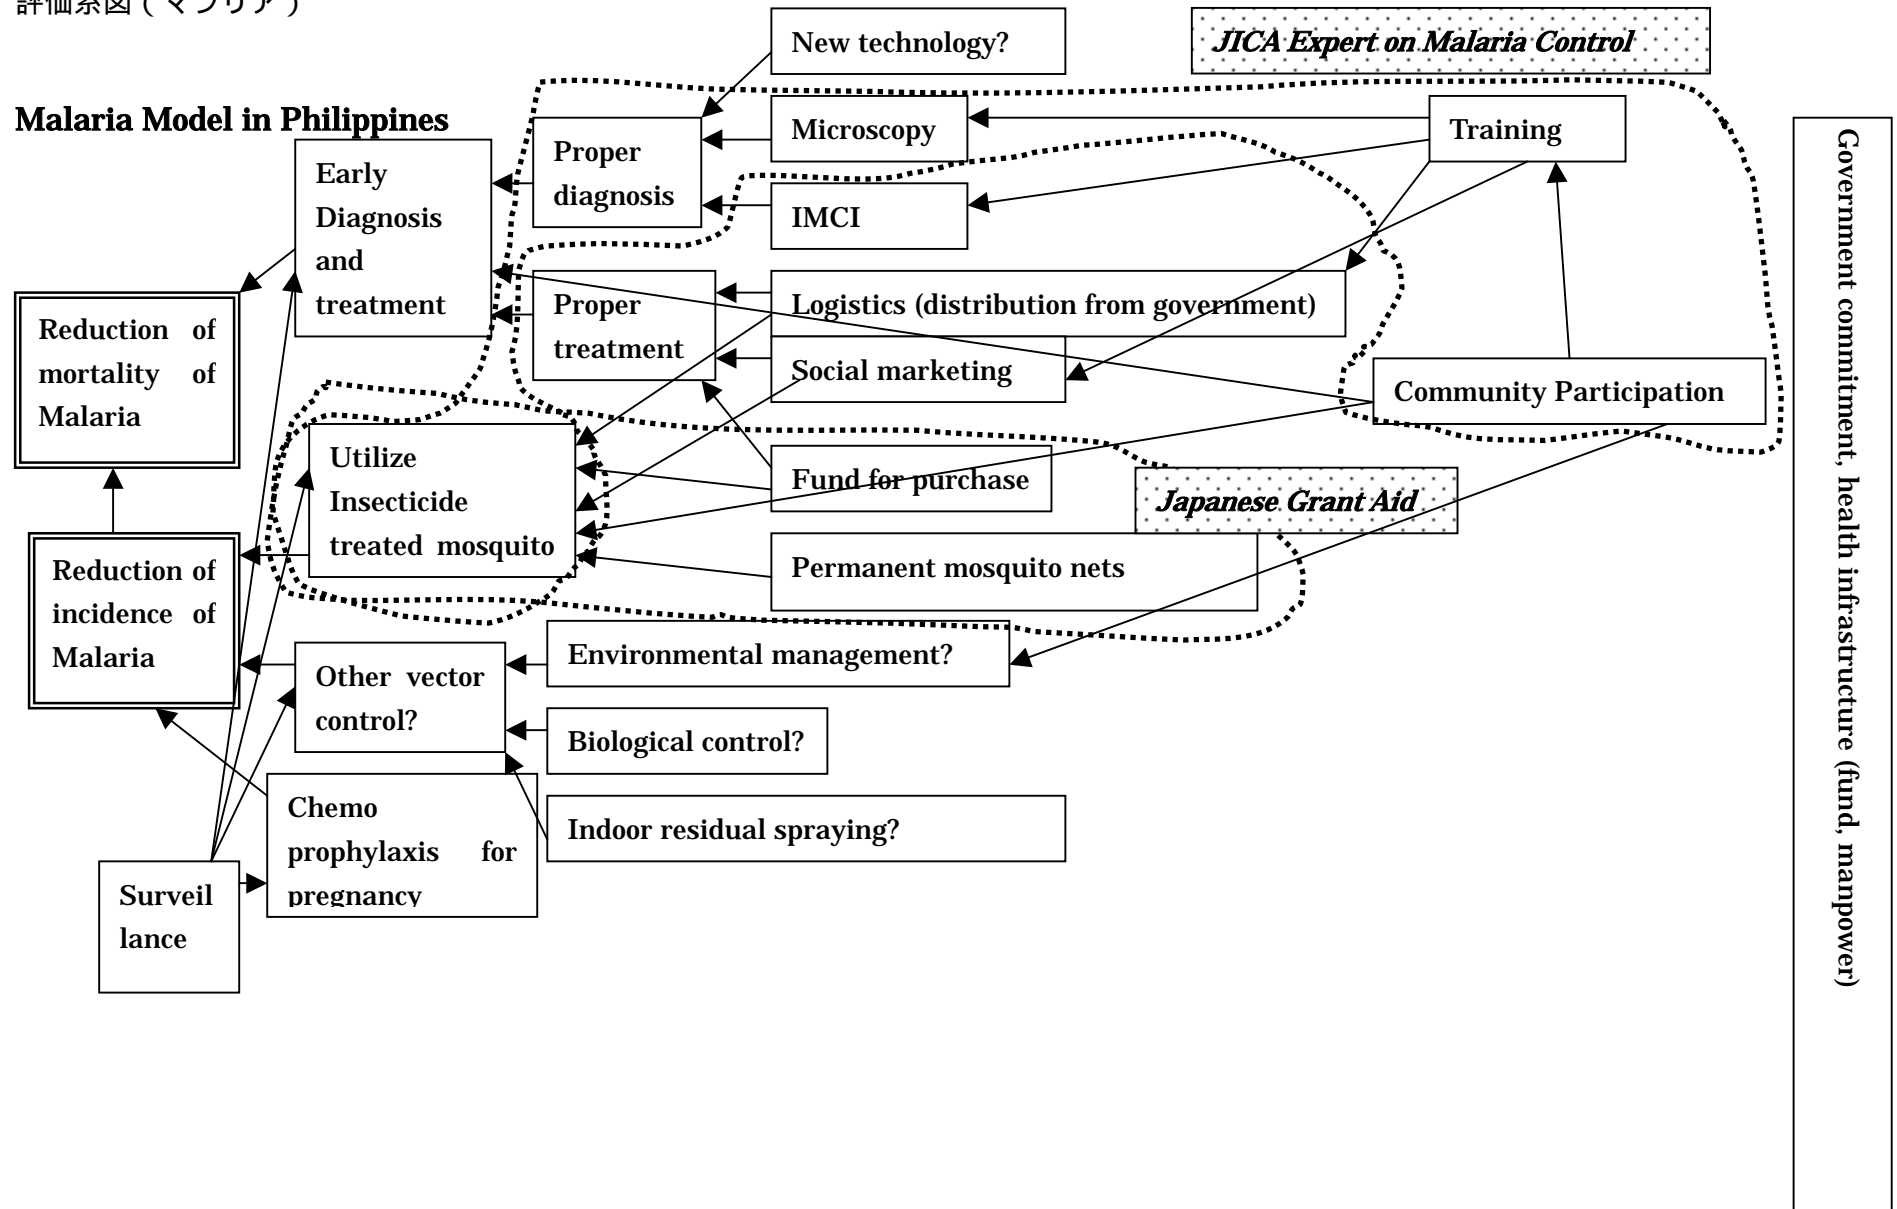 評価系図（マラリア）
New technology?
JICA Expert on Malaria Control
Malaria Model in Philippines
Microscopy
Training
Early
Diagnosis
and
treatment
Proper
diagnosis
IMCI
Proper
treatment
Logistics (distribution from government)
Social marketing
Community Participation
Reduction of
mortality of
Malaria
Utilize
Insecticide
treated mosquito
Fund for purchase
Japanese Grant Aid
Permanent mosquito nets
Reduction of
incidence of
Malaria
Other vector
control?
Environmental management?
Biological control?
Indoor residual spraying?
Chemo
prophylaxis for
pregnancy
Surveil
lance
Government commitment, health infrastructure (fund, manpower)